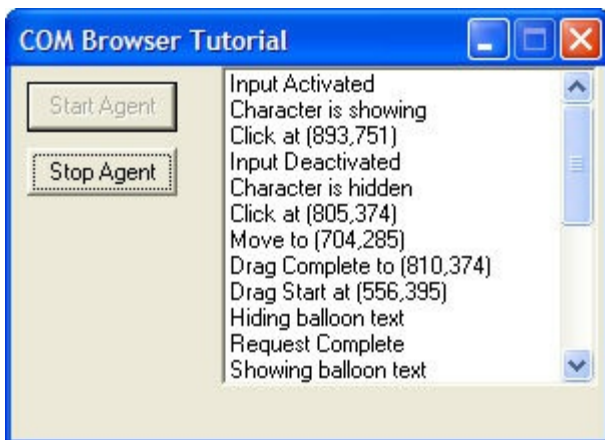 COM Browser Tutorial
Start Agent
Stop Agent
Input Activated
Character is showing
Click at (893,751)
Input Deactivated
Character is hidden
Click at (805,374)
Move to (704,285)
Drag Complete to (810,374)
Drag Start at (556,395)
Hiding balloon text
Request Complete
Showing balloon text